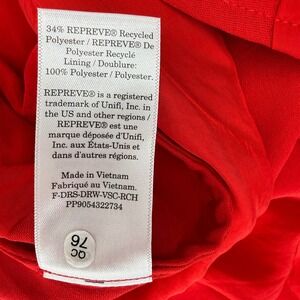 34% REPREVE® Recycled
Polyester / REPREVE® De
Polyester Recyclé
Lining / Doublure:
100% Polyester / Polyester.
REPREVE® is a registered
trademark of Unifi, Inc. in
the US and other regions /
REPREVE® est une
marque déposée d'Unifi,
Inc. aux États-Unis et
dans d'autres régions.
Made in Vietnam
Fabriqué au Vietnam
F-DRS-DRW-VSC-RCH
PP9054322734
QC
76